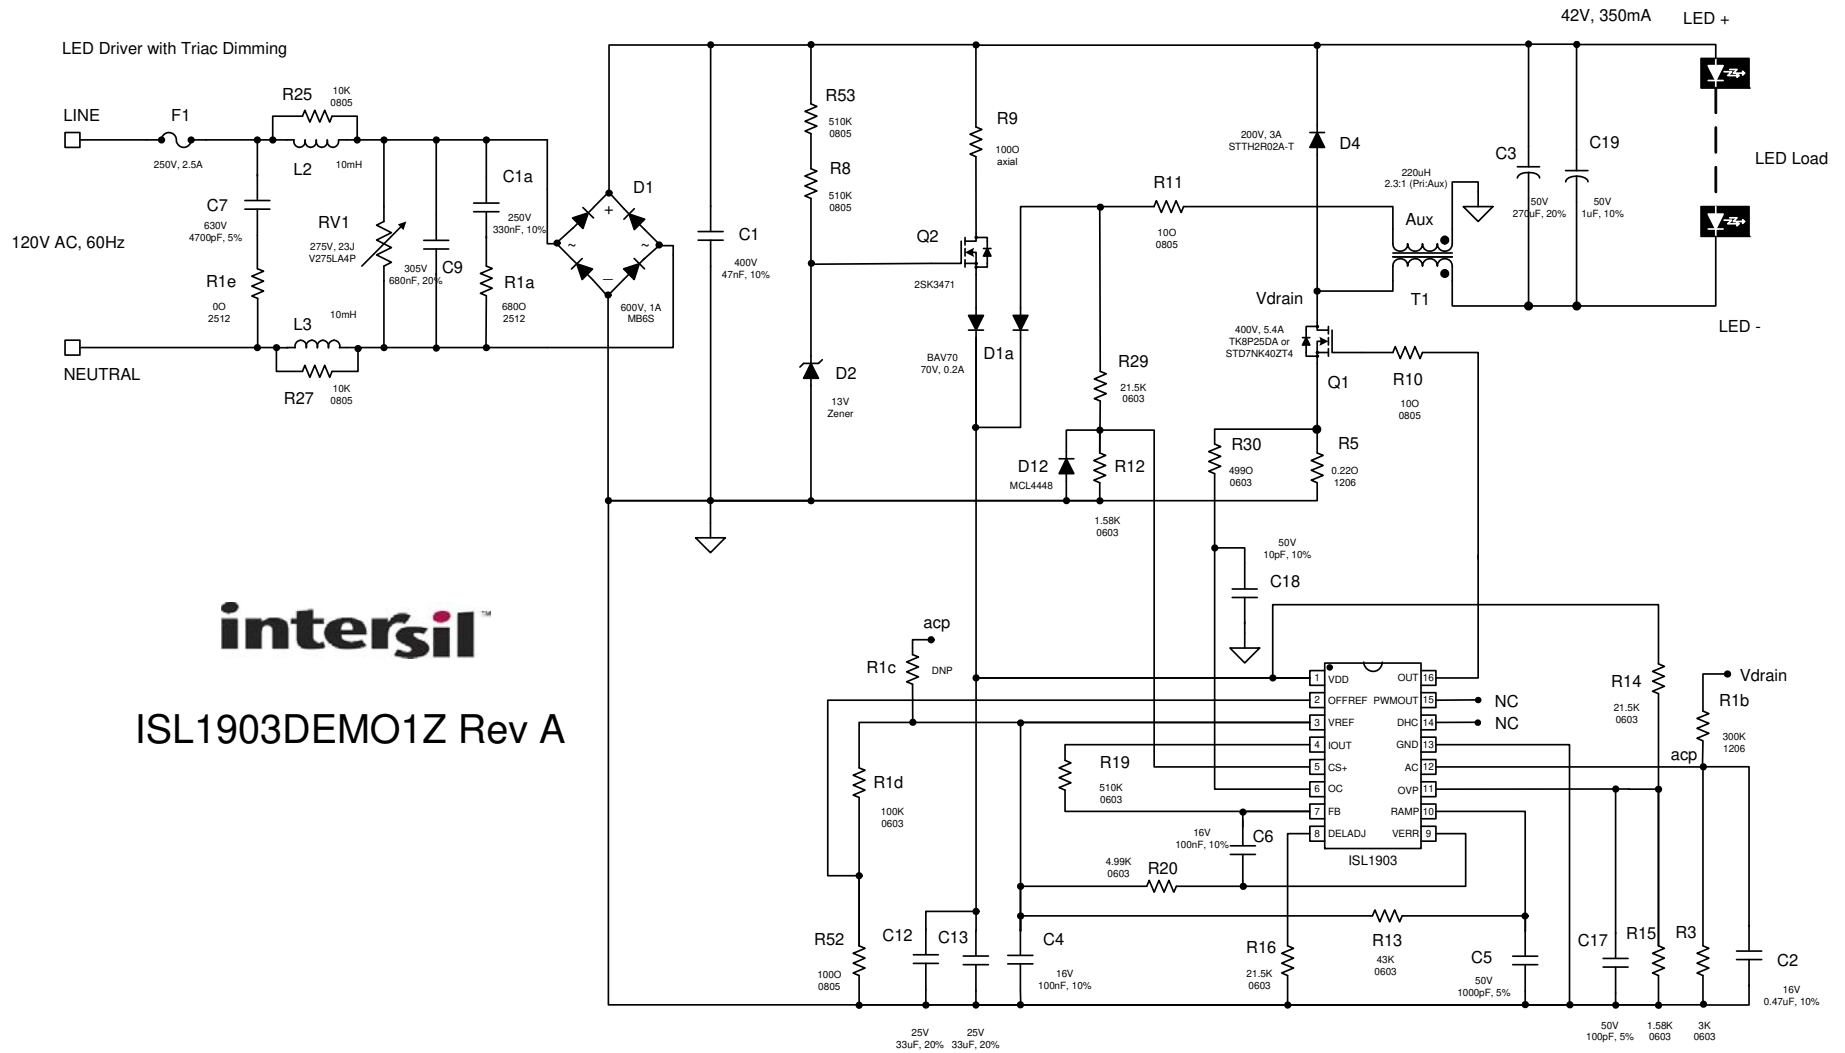 42V, 350mA
LED +
LED Driver with Triac Dimming
R25
10K
0805
LINE
F1
250V, 2.5A
L2
10mH
C7
630V
4700pF, 5%
R1e
0O
2512
RV1
275V, 23J
V275LA4P
C9
305V
680nF, 20%
C1a
250V
330nF, 10%
R1a
680O
2512
120V AC, 60Hz
L3
10mH
NEUTRAL
R27
10K
0805
D1
+
~
~
–
600V, 1A
MB6S
C1
400V
47nF, 10%
R53
510K
0805
R8
510K
0805
D2
13V
Zener
R9
100O
axial
Q2
2SK3471
D1a
BAV70
70V, 0.2A
R11
10O
0805
R29
21.5K
0603
D12
MCL4448
R12
1.58K
0603
200V, 3A
STTH2R02A-T
D4
220uH
2.3:1 (Pri:Aux)
Aux
T1
Vdrain
400V, 5.4A
TK8P25DA or
STD7NK40ZT4
Q1
R10
10O
0805
R30
499O
0603
R5
0.22O
1206
C3
50V
270uF, 20%
C19
50V
1uF, 10%
LED Load
LED -
50V
10pF, 10%
C18
intersil™
ISL1903DEMO1Z Rev A
acp
R1c
DNP
R1d
100K
0603
R52
100O
0805
C12
25V
33uF, 20%
C13
25V
33uF, 20%
C4
16V
100nF, 10%
R19
510K
0603
16V
100nF, 10%
C6
4.99K
0603
R20
R16
21.5K
0603
R13
43K
0603
C5
50V
1000pF, 5%
1 VDD OUT 16
2 OFFREF PWMOUT 15 NC
3 VREF DHC 14 NC
4 IOUT GND 13
5 CS+ AC 12
6 OC OVP 11
7 FB RAMP 10
8 DELADJ VERR 9
ISL1903
R14
21.5K
0603
Vdrain
R1b
300K
1206
acp
C17
50V
100pF, 5%
R15
1.58K
0603
R3
3K
0603
C2
16V
0.47uF, 10%